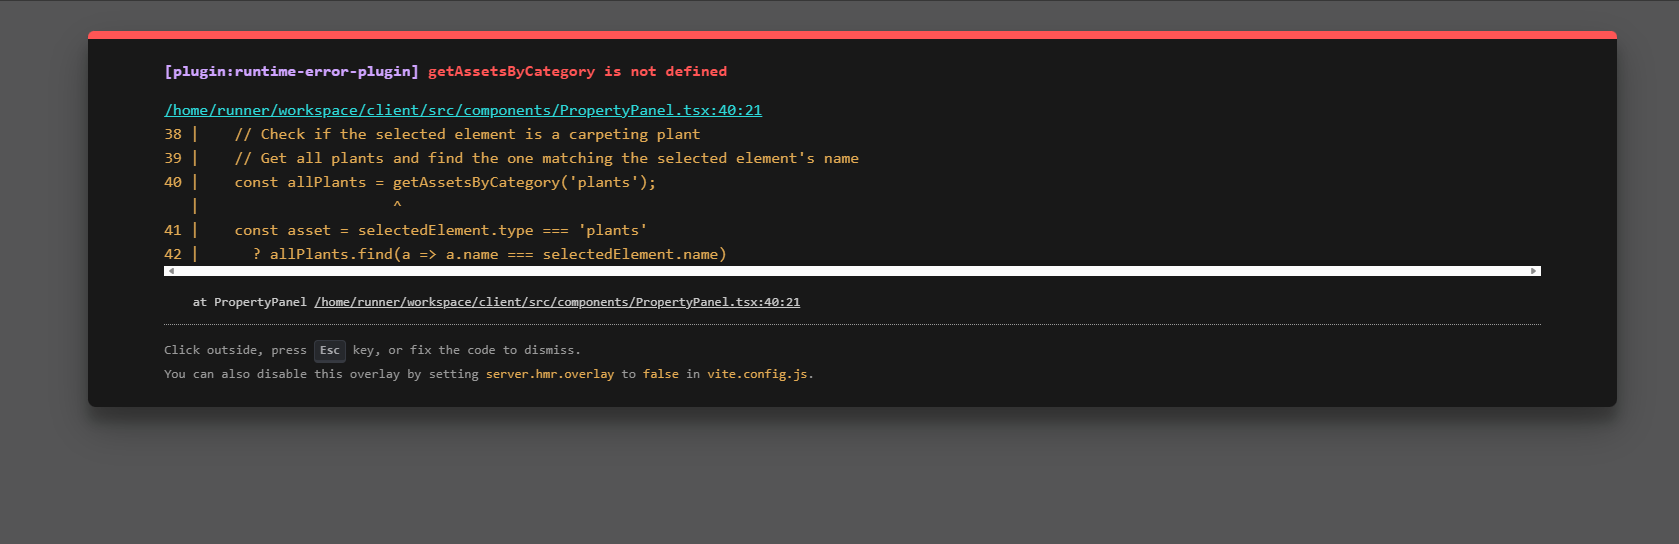 [plugin:runtime-error-plugin] getAssetsByCategory is not defined
/home/runner/workspace/client/src/components/PropertyPanel.tsx:40:21
38 |    // Check if the selected element is a carpeting plant
39 |    // Get all plants and find the one matching the selected element's name
40 |    const allPlants = getAssetsByCategory('plants');
   |                      ^
41 |    const asset = selectedElement.type === 'plants'
42 |      ? allPlants.find(a => a.name === selectedElement.name)
at PropertyPanel /home/runner/workspace/client/src/components/PropertyPanel.tsx:40:21
Click outside, press Esc key, or fix the code to dismiss.
You can also disable this overlay by setting server.hmr.overlay to false in vite.config.js.